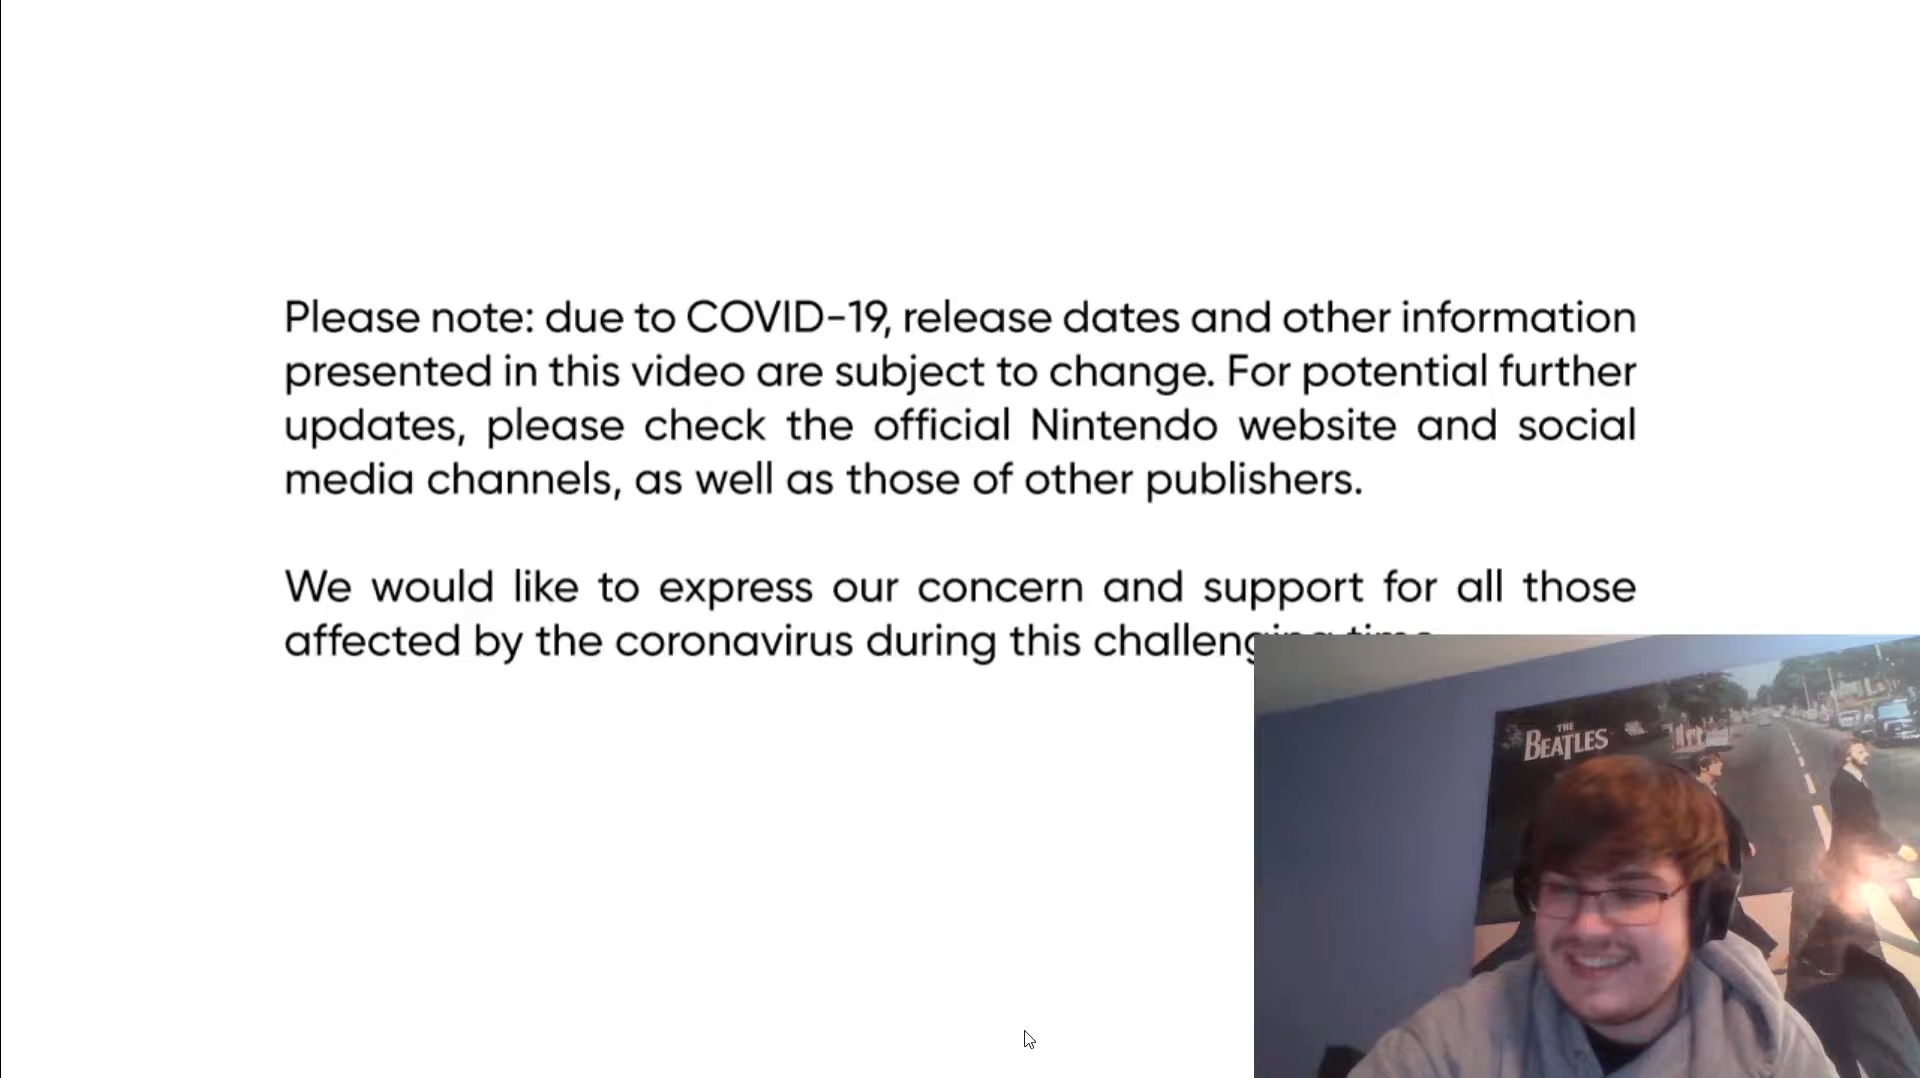 Please note: due to COVID-19, release dates and other information
presented in this video are subject to change. For potential further
updates, please check the official Nintendo website and social
media channels, as well as those of other publishers.
We would like to express our concern and support for all those
affected by the coronavirus during this
THE
BEATLES